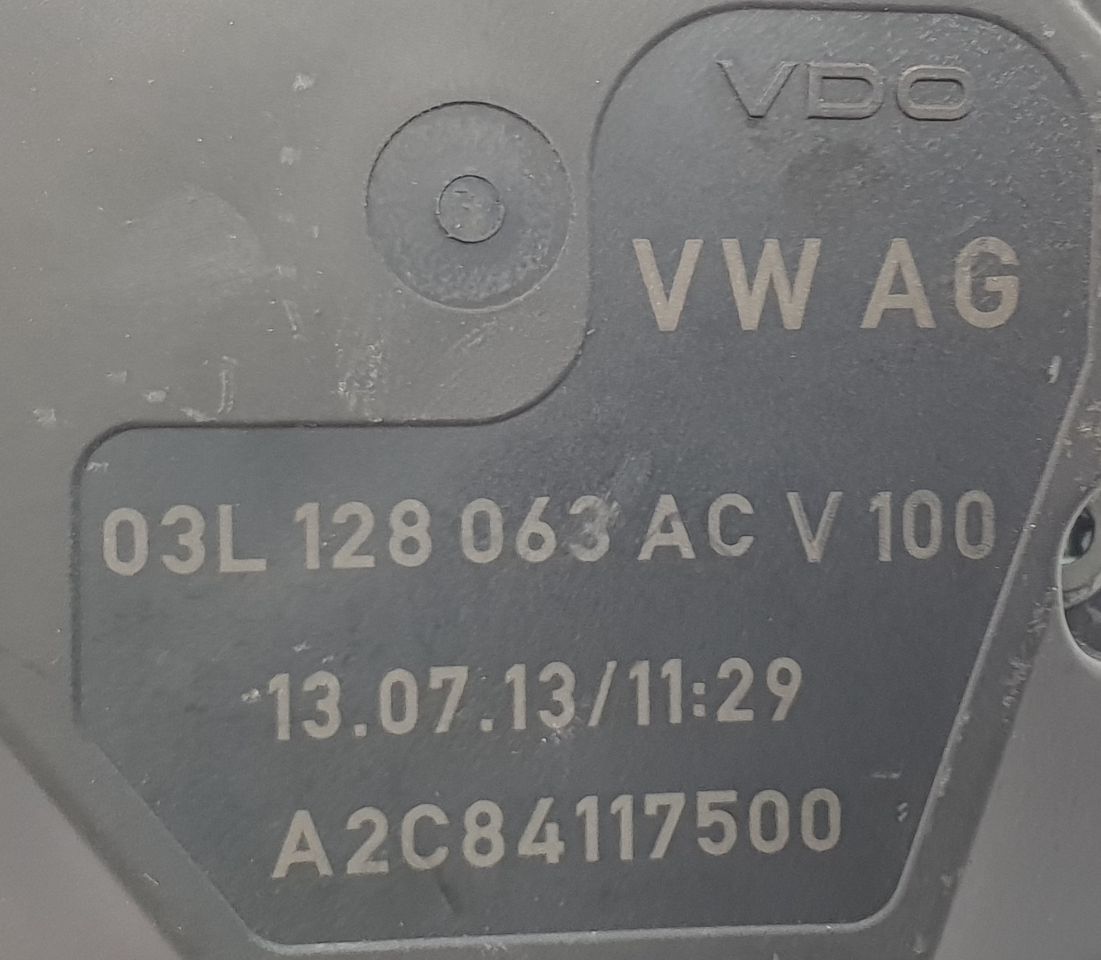 VDO
VW AG
03L 128 063 AC V 100
13.07.13/11:29
A2C84117500